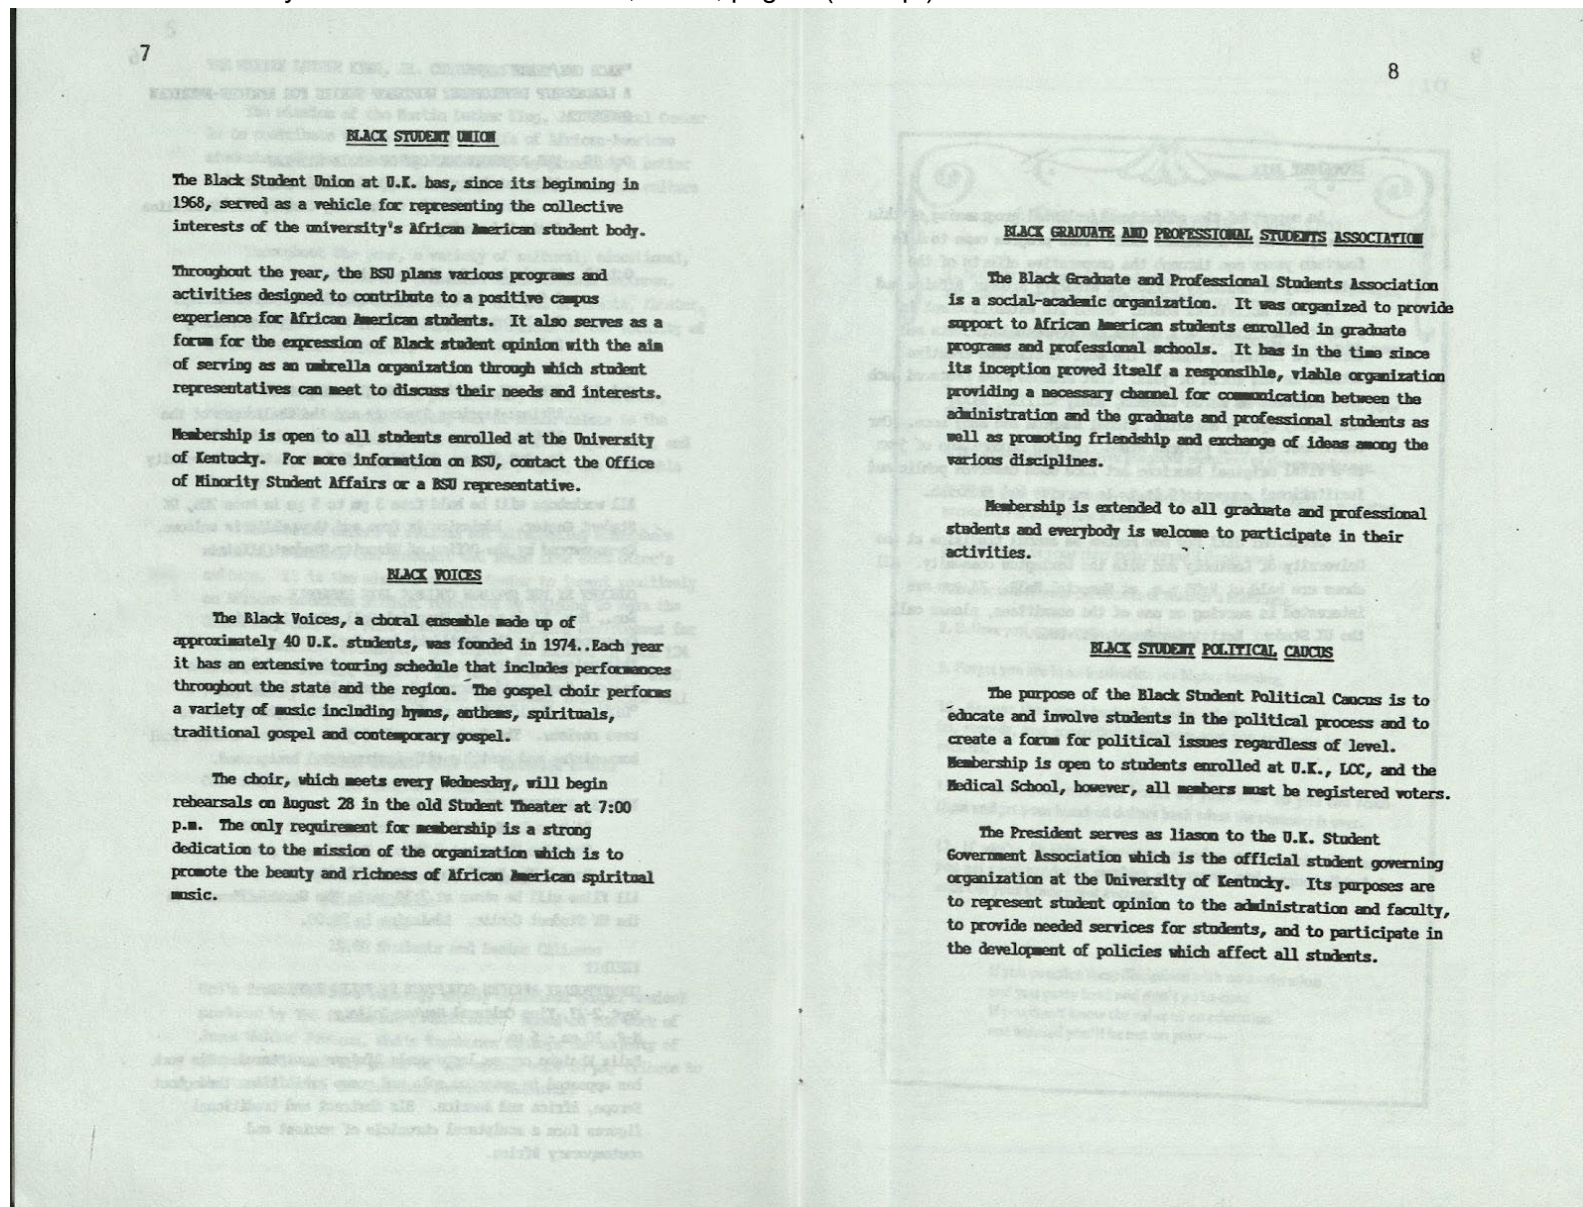 7
BLACK STUDENT UNION
The Black Student Union at U.K. has, since its beginning in
1968, served as a vehicle for representing the collective
interests of the university's African American student body.
Throughout the year, the BSU plans various programs and
activities designed to contribute to a positive campus
experience for African American students. It also serves as a
forum for the expression of Black student opinion with the aim
of serving as an umbrella organization through which student
representatives can meet to discuss their needs and interests.
Membership is open to all students enrolled at the University
of Kentucky. For more information on BSU, contact the Office
of Minority Student Affairs or a BSU representative.
BLACK VOICES
The Black Voices, a choral ensemble made up of
approximately 40 U.K. students, was founded in 1974..Each year
it has an extensive touring schedule that includes performances
throughout the state and the region. The gospel choir performs
a variety of music including hymns, anthems, spirituals,
traditional gospel and contemporary gospel.
The choir, which meets every Wednesday, will begin
rehearsals on August 28 in the old Student Theater at 7:00
p.m. The only requirement for membership is a strong
dedication to the mission of the organization which is to
promote the beauty and richness of African American spiritual
music.
8
BLACK GRADUATE AND PROFESSIONAL STUDENTS ASSOCIATION
The Black Graduate and Professional Students Association
is a social-academic organization. It was organized to provide
support to African American students enrolled in graduate
programs and professional schools. It has in the time since
its inception proved itself a responsible, viable organization
providing a necessary channel for communication between the
administration and the graduate and professional students as
well as promoting friendship and exchange of ideas among the
various disciplines.
Membership is extended to all graduate and professional
students and everybody is welcome to participate in their
activities.
BLACK STUDENT POLITICAL CAUCUS
The purpose of the Black Student Political Caucus is to
educate and involve students in the political process and to
create a forum for political issues regardless of level.
Membership is open to students enrolled at U.K., LCC, and the
Medical School, however, all members must be registered voters.
The President serves as liason to the U.K. Student
Government Association which is the official student governing
organization at the University of Kentucky. Its purposes are
to represent student opinion to the administration and faculty,
to provide needed services for students, and to participate in
the development of policies which affect all students.